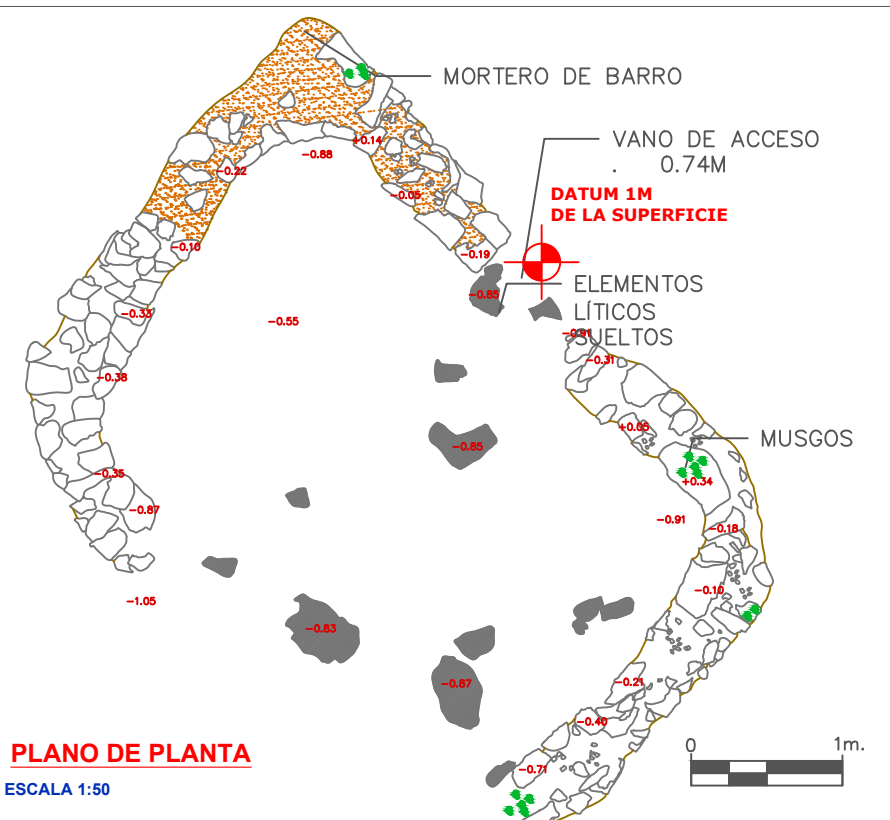 MORTERO DE BARRO
VANO DE ACCESO
. 0.74M
DATUM 1M
DE LA SUPERFICIE
ELEMENTOS
LÍTICOS
SUELTOS
MUSGOS
+0.14
-0.88
-0.22
-0.05
-0.10
-0.19
-0.85
-0.33
-0.55
-0.91
-0.31
-0.38
+0.05
-0.85
-0.35
+0.34
-0.87
-0.91
-0.18
-0.10
-1.05
-0.83
-0.87
-0.21
-0.40
-0.71
PLANO DE PLANTA
ESCALA 1:50
0 1m.